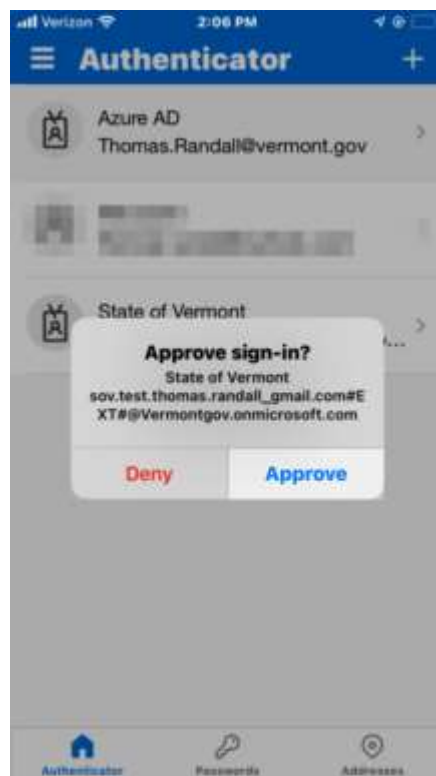 Verizon 2:06 PM
Authenticator
Azure AD
Thomas.Randall@vermont.gov
State of Vermont
Approve sign-in?
State of Vermont
sov.test.thomas.randall_gmail.com#E
XT#@Vermontgov.onmicrosoft.com
Deny Approve
Authenticator Passwords Addresses